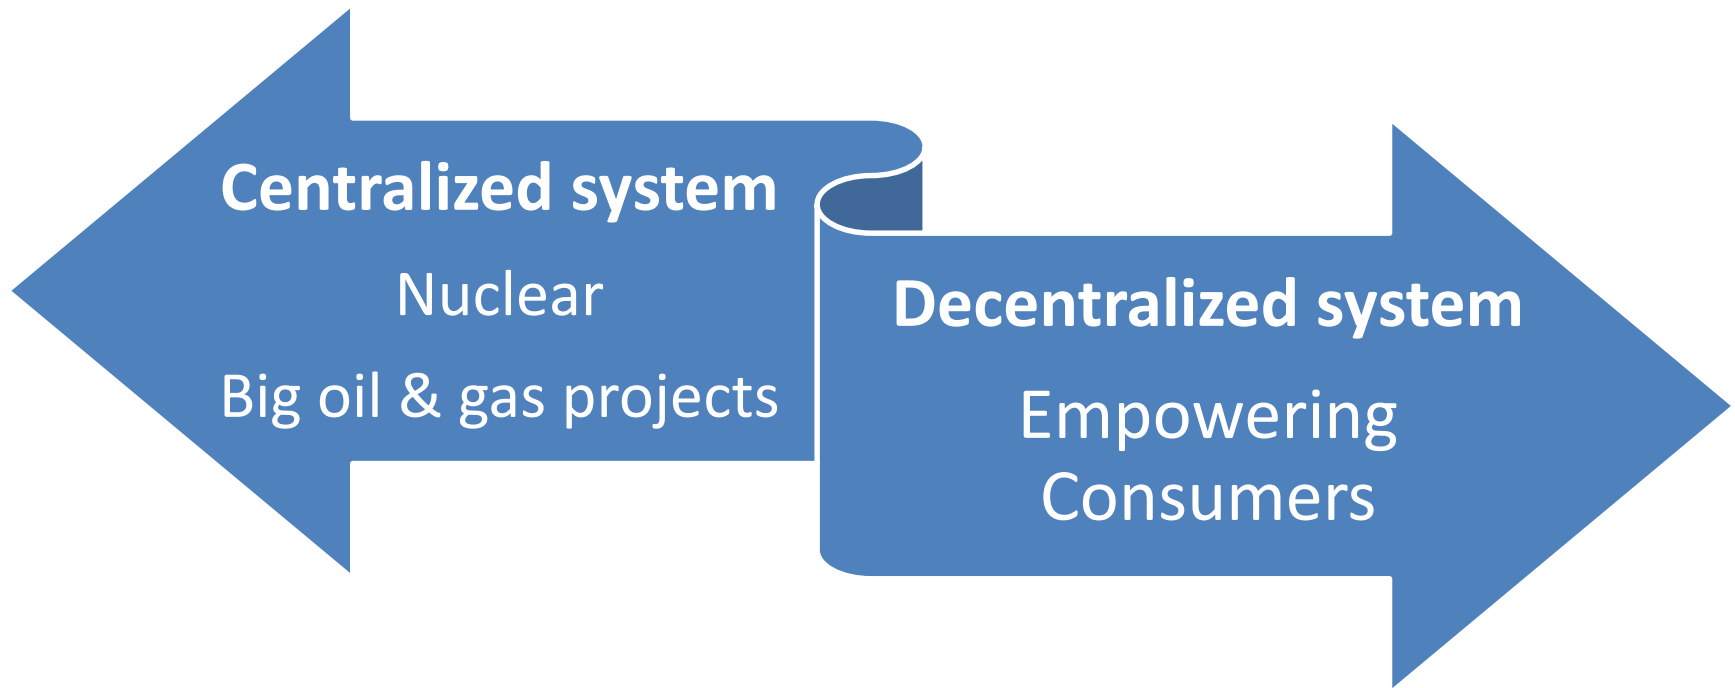 Centralized system
Nuclear
Big oil & gas projects
Decentralized system
Empowering
Consumers